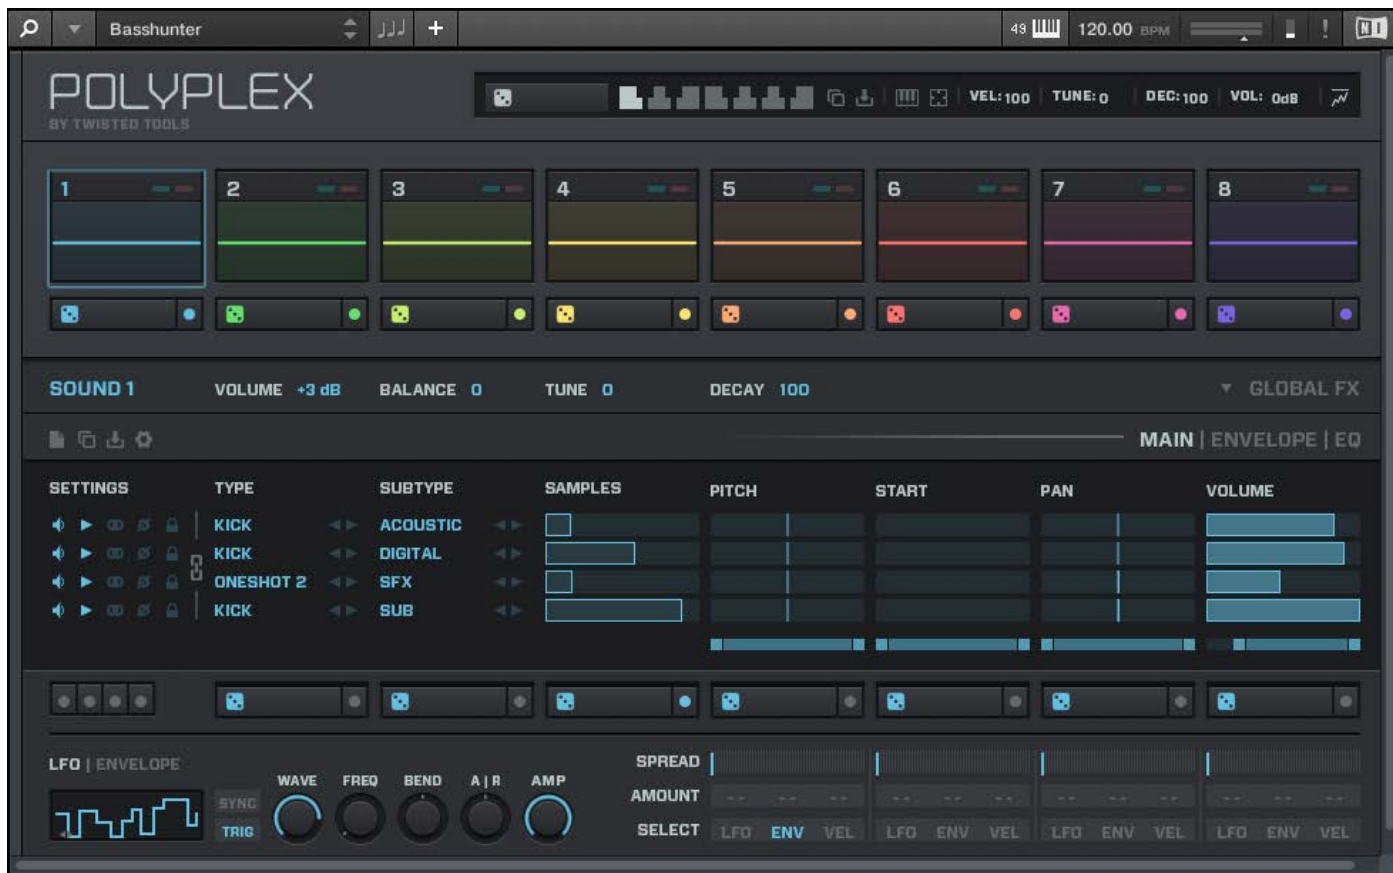 Basshunter
49
120.00 BPM
!
NI
POLYPLEX
BY TWISTED TOOLS
VEL:100 TUNE:0 DEC:100 VOL: 0dB
1 2 3 4 5 6 7 8
SOUND 1 VOLUME +3 dB BALANCE 0 TUNE 0 DECAY 100 GLOBAL FX
MAIN | ENVELOPE | EQ
SETTINGS TYPE SUBTYPE SAMPLES PITCH START PAN VOLUME
KICK ACOUSTIC
KICK DIGITAL
ONESHOT 2 SFX
KICK SUB
LFO | ENVELOPE
WAVE FREQ BEND A|R AMP
SYNC
TRIG
SPREAD
AMOUNT -- -- -- -- -- -- -- -- -- -- -- --
SELECT LFO ENV VEL LFO ENV VEL LFO ENV VEL LFO ENV VEL